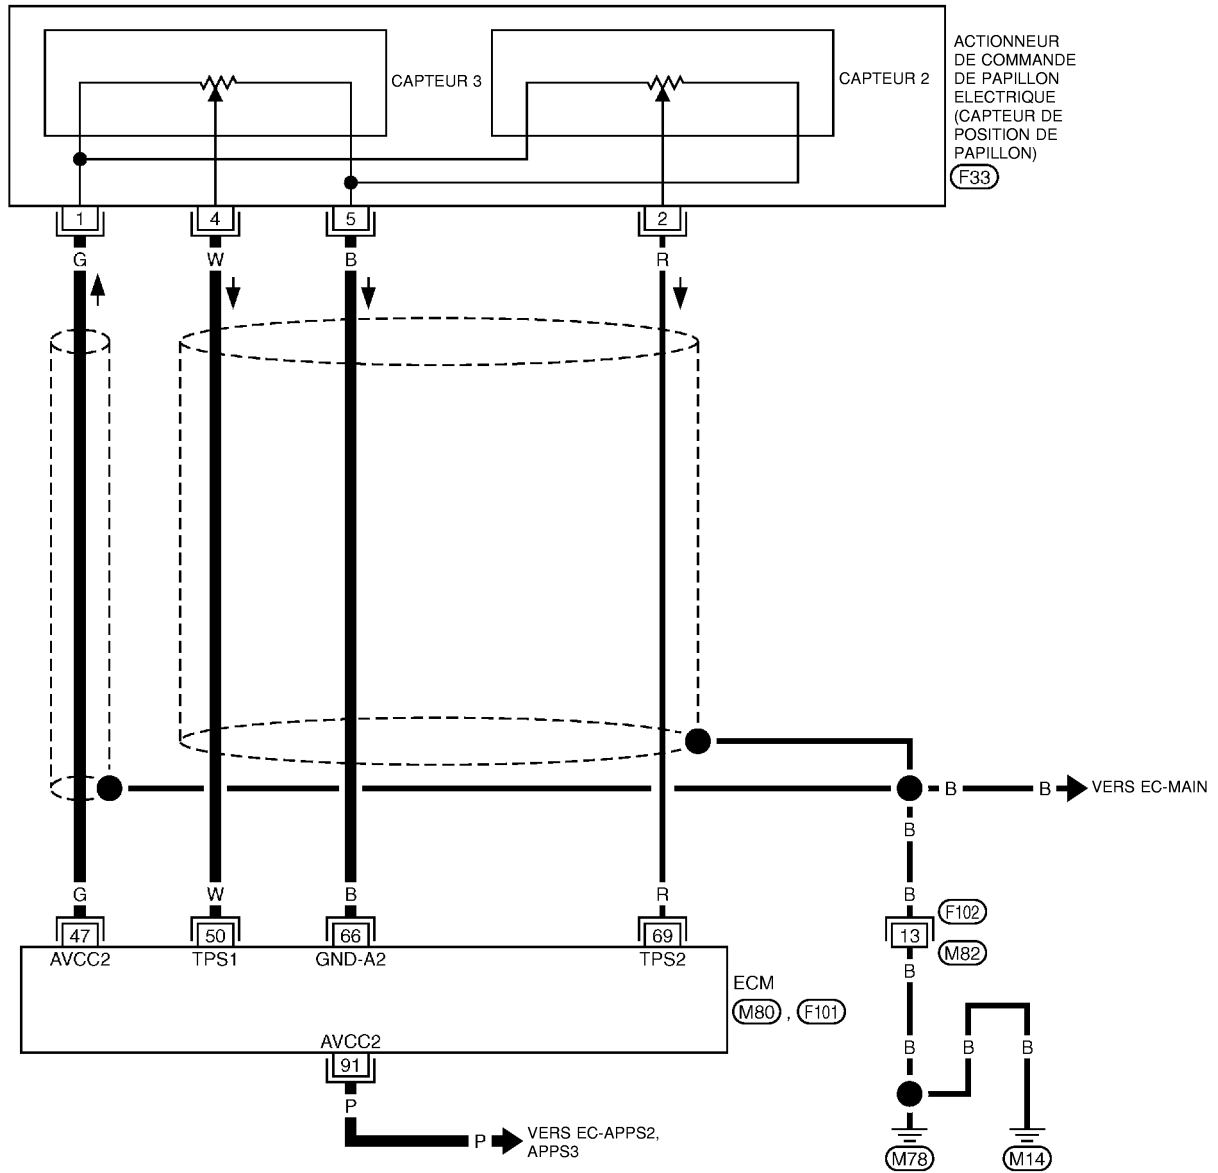 CAPTEUR 3
CAPTEUR 2
ACTIONNEUR
DE COMMANDE
DE PAPILLON
ELECTRIQUE
(CAPTEUR DE
POSITION DE
PAPILLON)
F33
1 4 5 2
G W B R
B B VERS EC-MAIN
B
G W B R B
47 50 66 69 13 F102
AVCC2 TPS1 GND-A2 TPS2 M82
B
ECM
M80 , F101
AVCC2
91
B B B
P
P VERS EC-APPS2,
APPS3
M78 M14